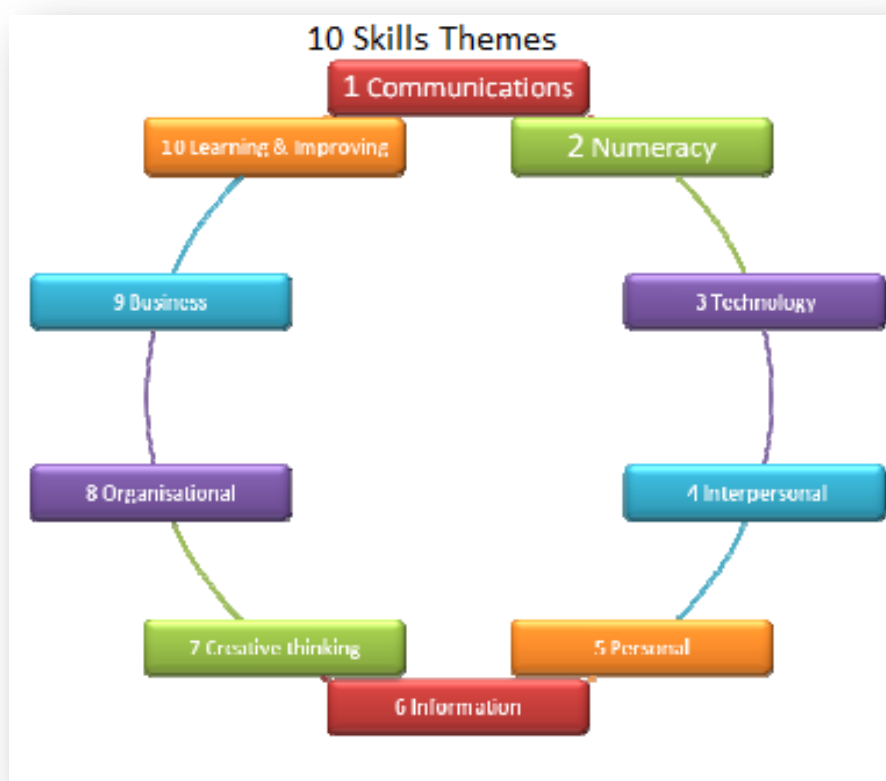 10 Skills Themes
1 Communications
2 Numeracy
3 Technology
4 Interpersonal
5 Personal
6 Information
7 Creative thinking
8 Organisational
9 Business
10 Learning & Improving